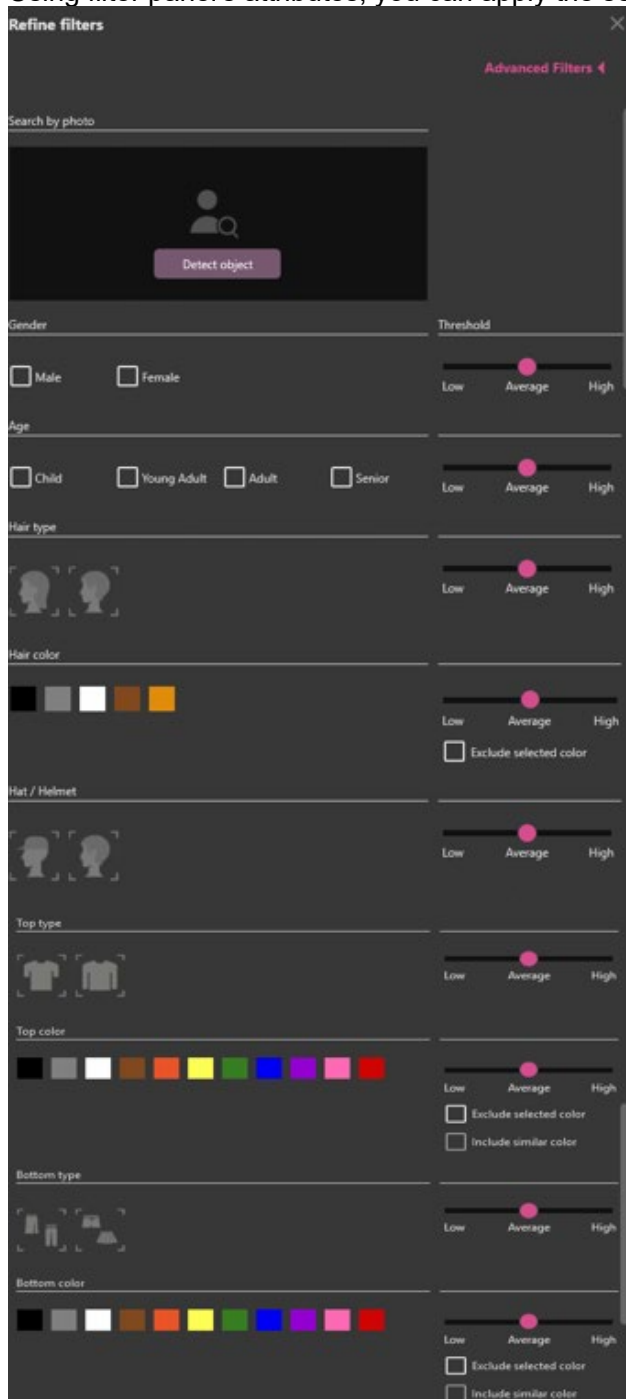 Refine filters
Advanced Filters
Search by photo
Detect object
Gender Threshold
Male Female
Low Average High
Age
Child Young Adult Adult Senior
Low Average High
Hair type
Low Average High
Hair color
Low Average High
Exclude selected color
Hat / Helmet
Low Average High
Top type
Low Average High
Top color
Low Average High
Exclude selected color
Include similar color
Bottom type
Low Average High
Bottom color
Low Average High
Exclude selected color
Include similar color